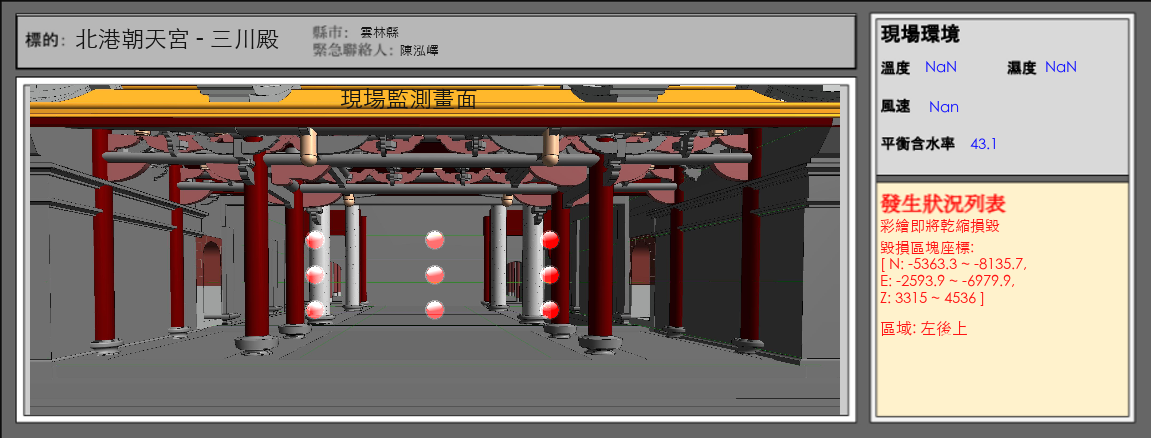 標的: 北港朝天宮 - 三川殿
縣市: 雲林縣
緊急聯絡人: 陳泓嶧
現場監測畫面
現場環境
溫度 NaN 濕度 NaN
風速 Nan
平衡含水率 43.1
發生狀況列表
彩繪即將乾縮損毀
毀損區塊座標:
[ N: -5363.3 ~ -8135.7,
E: -2593.9 ~ -6979.9,
Z: 3315 ~ 4536 ]
區域: 左後上